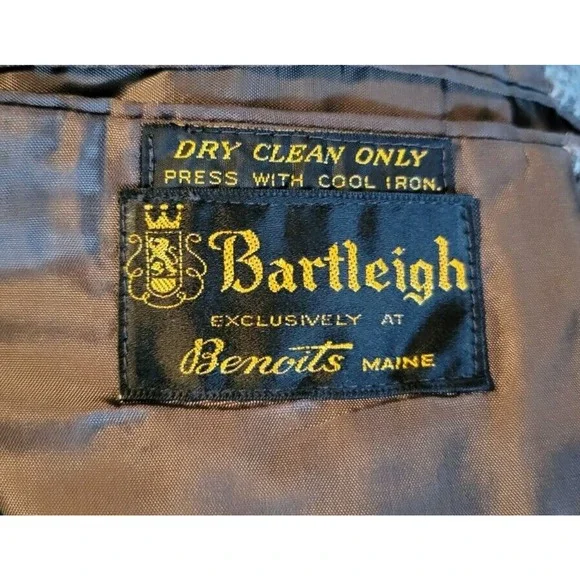 DRY CLEAN ONLY
PRESS WITH COOL IRON.
Bartleigh
EXCLUSIVELY AT
Benoits MAINE